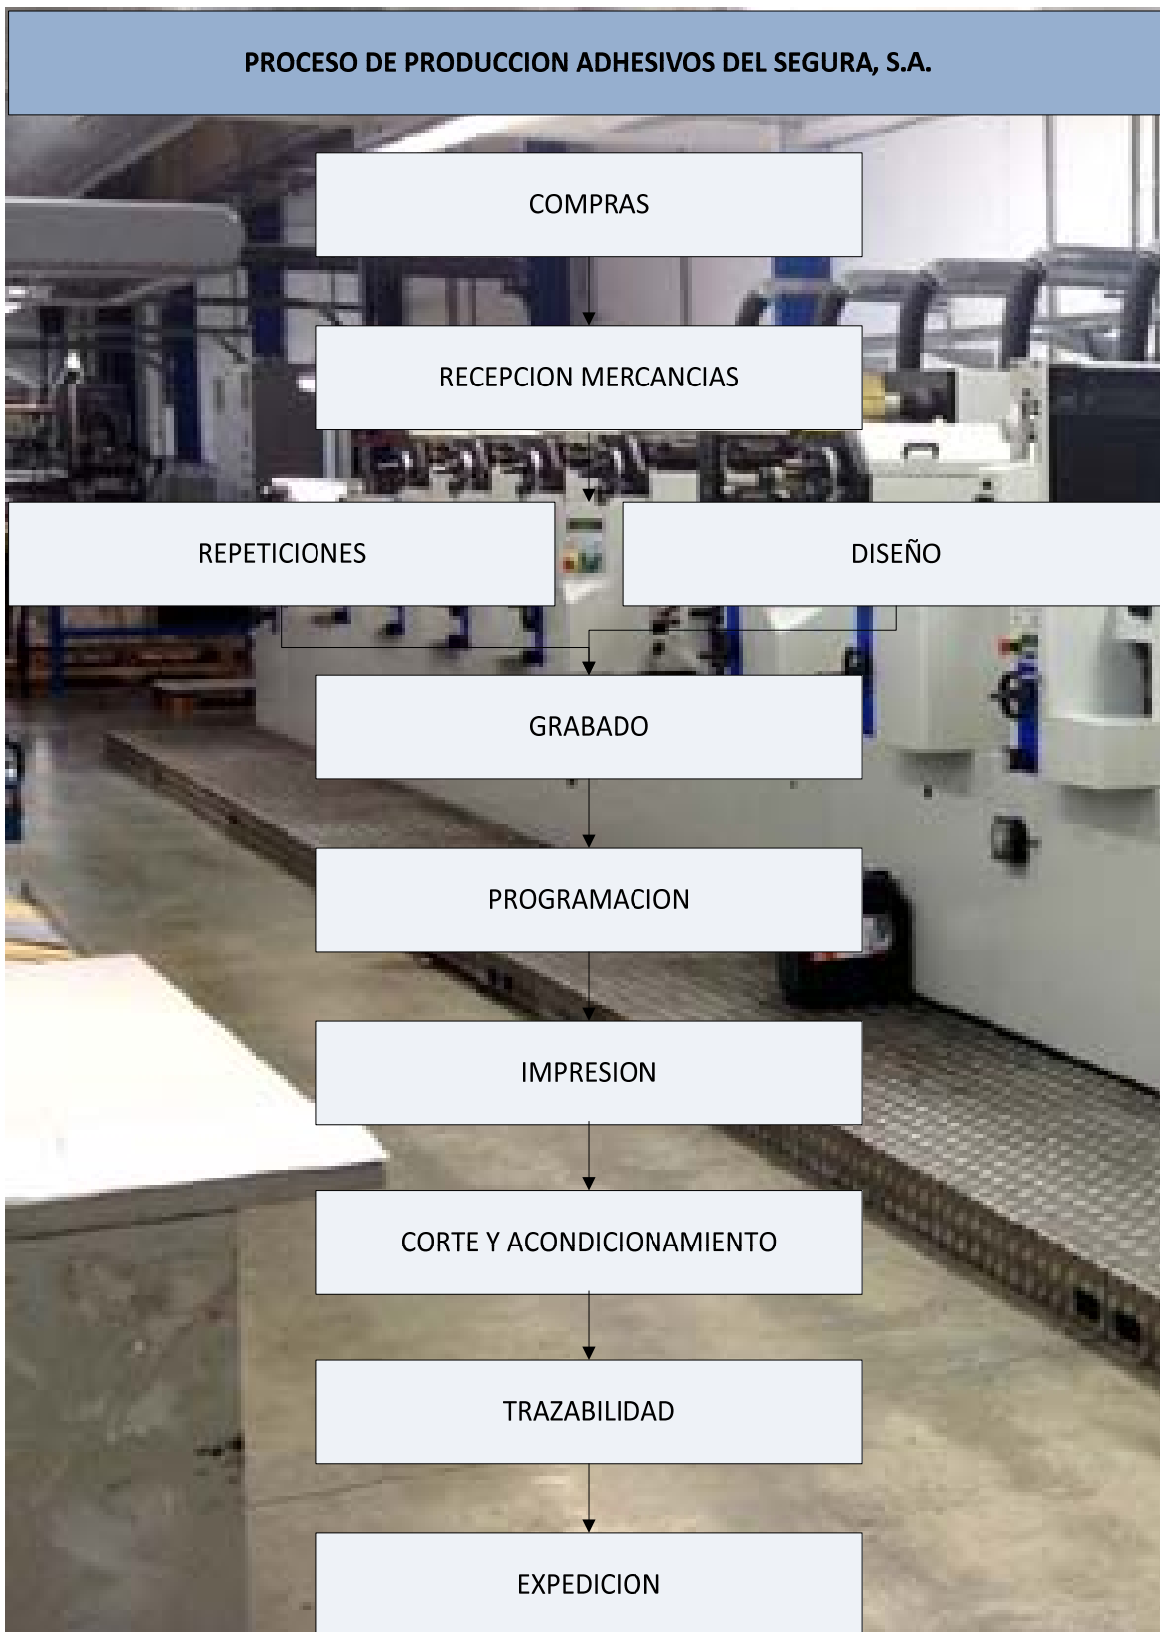 PROCESO DE PRODUCCION ADHESIVOS DEL SEGURA, S.A.
COMPRAS
RECEPCION MERCANCIAS
REPETICIONES
DISEÑO
GRABADO
PROGRAMACION
IMPRESION
CORTE Y ACONDICIONAMIENTO
TRAZABILIDAD
EXPEDICION